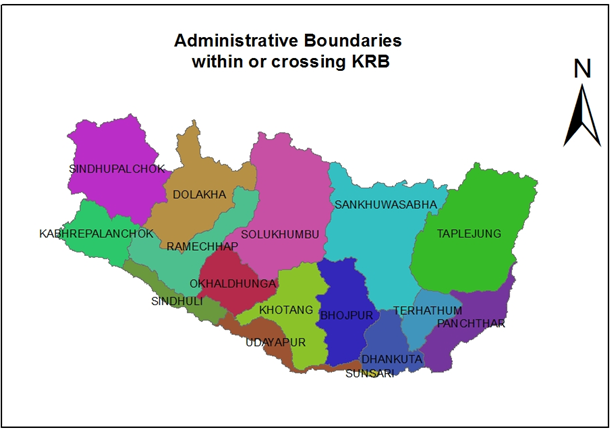 Administrative Boundaries
within or crossing KRB
N
SINDHUPALCHOK
DOLAKHA
SANKHUWASABHA
KABHREPALANCHOK
SOLUKHUMBU
TAPLEJUNG
RAMECHHAP
OKHALDHUNGA
SINDHULI
KHOTANG
BHOJPUR
TERHATHUM
PANCHTHAR
UDAYAPUR
DHANKUTA
SUNSARI